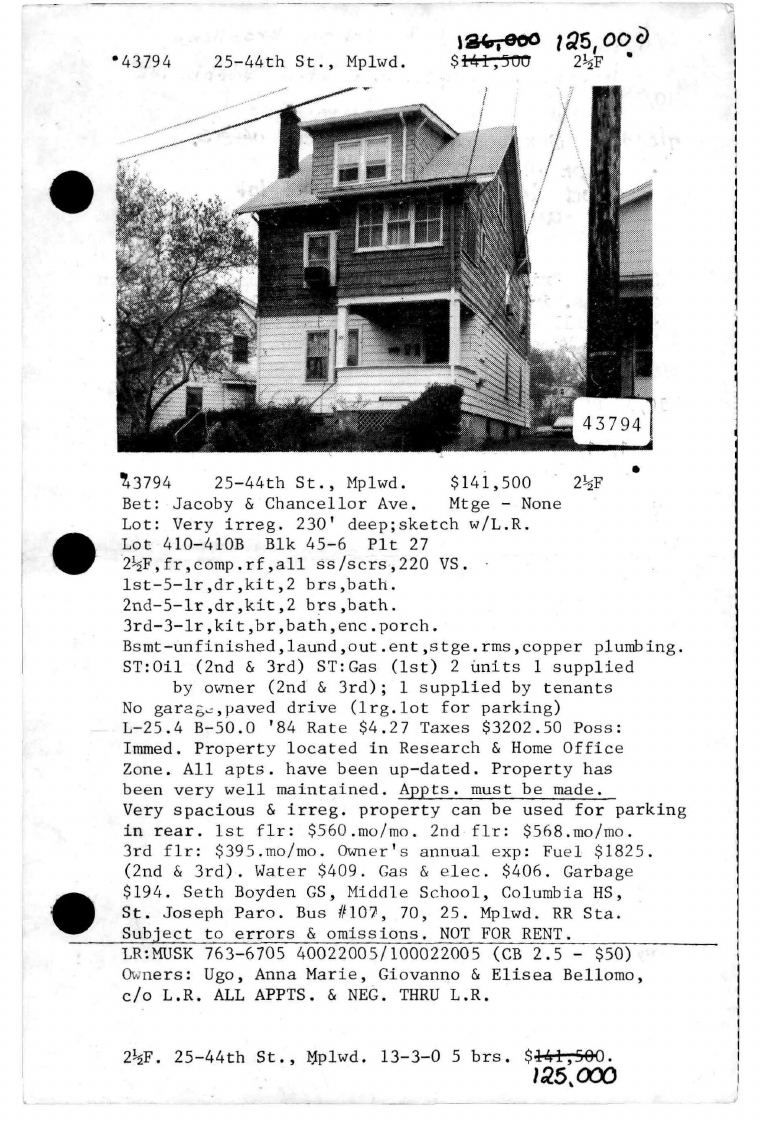 126,000 125,000
43794 25-44th St., Mplwd. $141,500 2½F
43794
43794 25-44th St., Mplwd. $141,500 2½F
Bet: Jacoby & Chancellor Ave. Mtge - None
Lot: Very irreg. 230' deep;sketch w/L.R.
Lot 410-410B Blk 45-6 Plt 27
2½F,fr,comp.rf,all ss/scrs,220 VS.
1st-5-lr,dr,kit,2 brs,bath.
2nd-5-lr,dr,kit,2 brs,bath.
3rd-3-lr,kit,br,bath,enc.porch.
Bsmt-unfinished,laund,out.ent,stge.rms,copper plumbing.
ST:Oil (2nd & 3rd) ST:Gas (1st) 2 units 1 supplied
by owner (2nd & 3rd); 1 supplied by tenants
No garage,paved drive (lrg.lot for parking)
L-25.4 B-50.0 '84 Rate $4.27 Taxes $3202.50 Poss:
Immed. Property located in Research & Home Office
Zone. All apts. have been up-dated. Property has
been very well maintained. Appts. must be made.
Very spacious & irreg. property can be used for parking
in rear. 1st flr: $560.mo/mo. 2nd flr: $568.mo/mo.
3rd flr: $395.mo/mo. Owner's annual exp: Fuel $1825.
(2nd & 3rd). Water $409. Gas & elec. $406. Garbage
$194. Seth Boyden GS, Middle School, Columbia HS,
St. Joseph Paro. Bus #107, 70, 25. Mplwd. RR Sta.
Subject to errors & omissions. NOT FOR RENT.
LR:MUSK 763-6705 40022005/100022005 (CB 2.5 - $50)
Owners: Ugo, Anna Marie, Giovanno & Elisea Bellomo,
c/o L.R. ALL APPTS. & NEG. THRU L.R.
2½F. 25-44th St., Mplwd. 13-3-0 5 brs. $141,500.
125,000